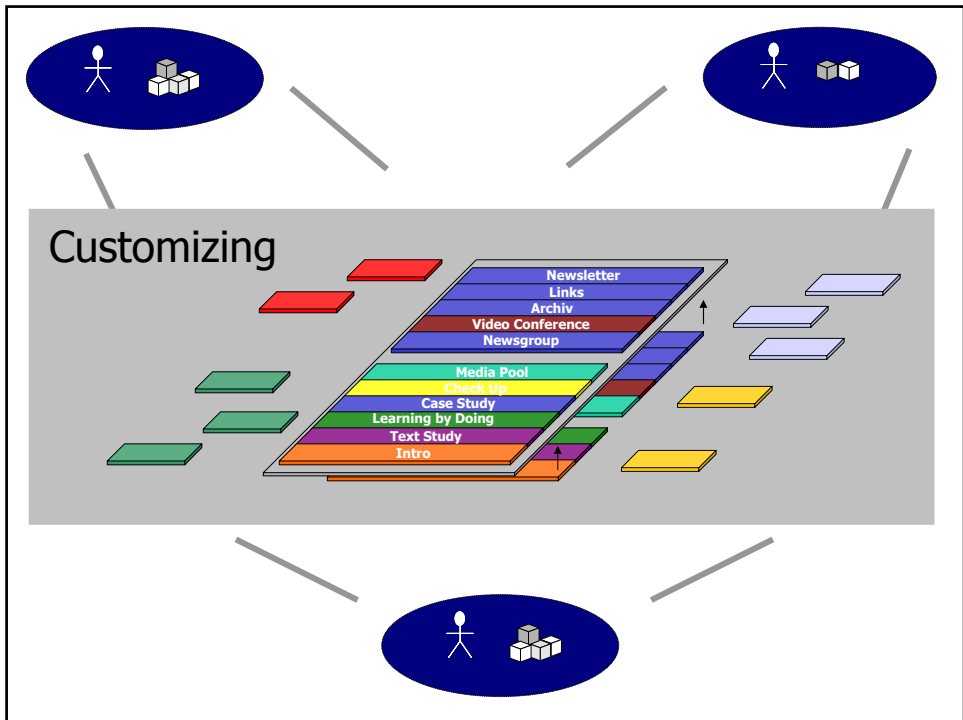 Customizing
Newsletter
Links
Archiv
Video Conference
Newsgroup
Media Pool
Check Up
Case Study
Learning by Doing
Text Study
Intro